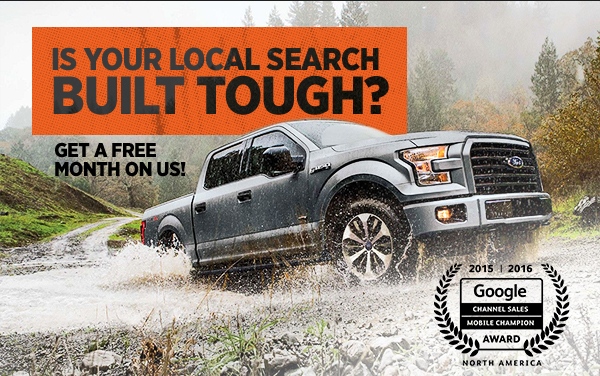 IS YOUR LOCAL SEARCH
BUILT TOUGH?
GET A FREE
MONTH ON US!
Ford
2015 | 2016
Google
CHANNEL SALES
MOBILE CHAMPION
AWARD
NORTH AMERICA